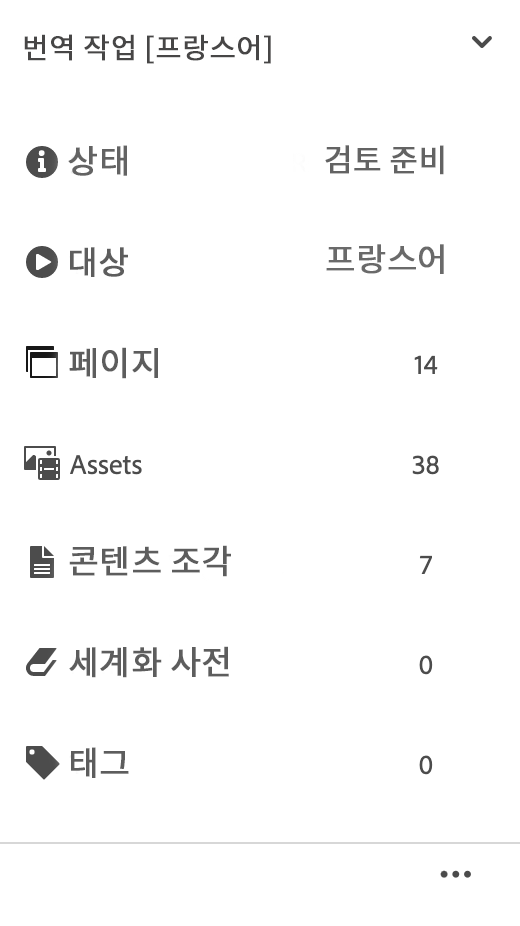 번역 작업 [프랑스어]
상태 검토 준비
대상 프랑스어
페이지 14
Assets 38
콘텐츠 조각 7
세계화 사전 0
태그 0